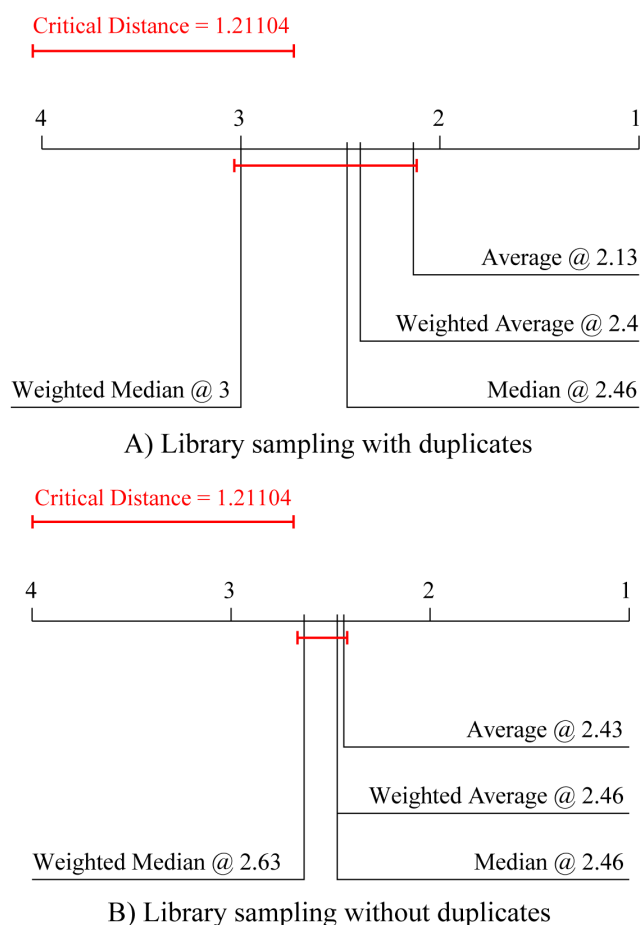 Critical Distance = 1.21104
4 3 2 1
Average @ 2.13
Weighted Average @ 2.4
Weighted Median @ 3 Median @ 2.46
A) Library sampling with duplicates
Critical Distance = 1.21104
4 3 2 1
Average @ 2.43
Weighted Average @ 2.46
Weighted Median @ 2.63 Median @ 2.46
B) Library sampling without duplicates